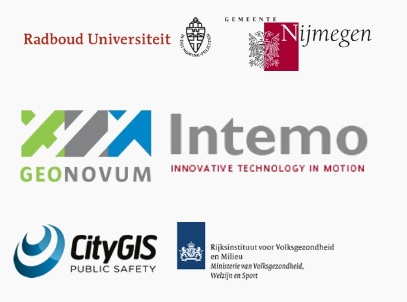 Radboud Universiteit
GEMEENTE
Nijmegen
GEONOVUM
Intemo
INNOVATIVE TECHNOLOGY IN MOTION
CityGIS
PUBLIC SAFETY
Rijksinstituut voor Volksgezondheid
en Milieu
Ministerie van Volksgezondheid,
Welzijn en Sport